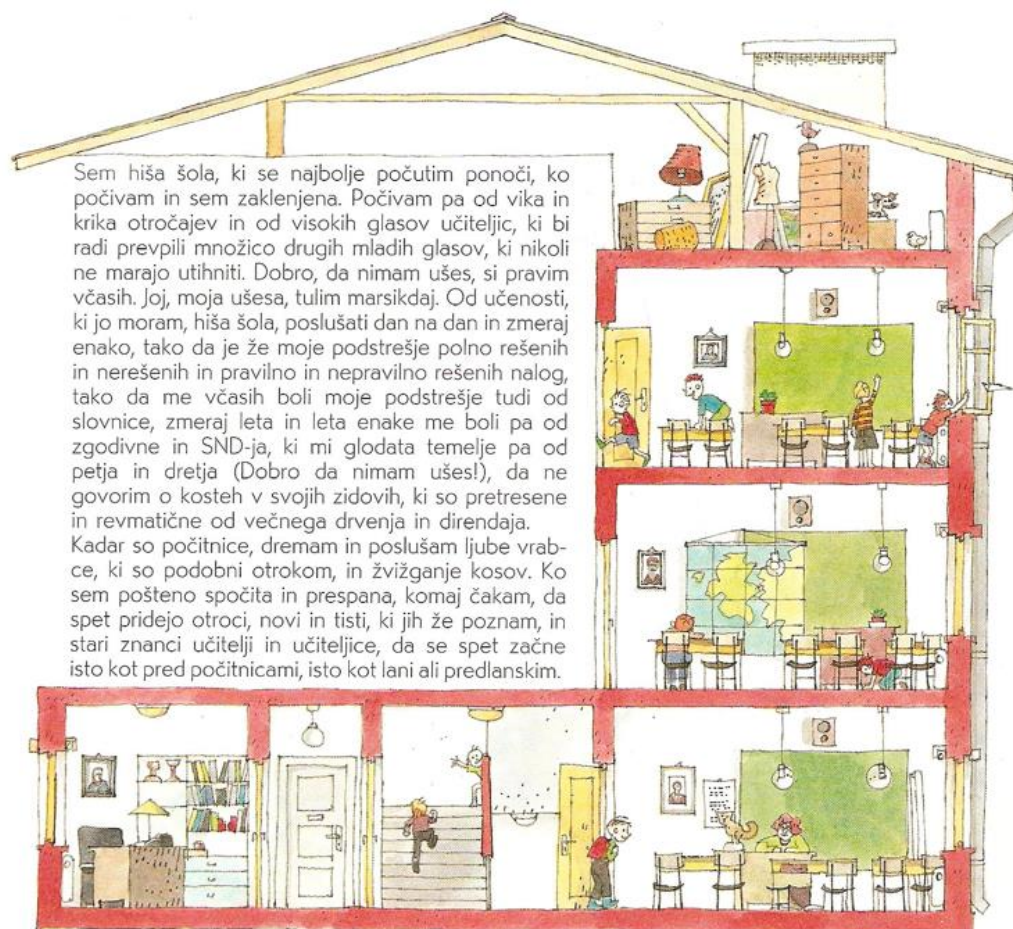 Sem hiša šola, ki se najbolje počutim ponoči, ko
počivam in sem zaklenjena. Počivam pa od vika in
krika otročajev in od visokih glasov učiteljic, ki bi
radi prevpili množico drugih mladih glasov, ki nikoli
ne marajo utihniti. Dobro, da nimam ušes, si pravim
včasih. Joj, moja ušesa, tulim marsikdaj. Od učenosti,
ki jo moram, hiša šola, poslušati dan na dan in zmeraj
enako, tako da je že moje podstrešje polno rešenih
in nerešenih in pravilno in nepravilno rešenih nalog,
tako da me včasih boli moje podstrešje tudi od
slovnice, zmeraj leta in leta enake me boli pa od
zgodivne in SND-ja, ki mi glodata temelje pa od
petja in dretja (Dobro da nimam ušes!), da ne
govorim o kosteh v svojih zidovih, ki so pretresene
in revmatične od večnega drvenja in direndaja.
Kadar so počitnice, dremam in poslušam ljube vrab-
ce, ki so podobni otrokom, in žvižganje kosov. Ko
sem pošteno spočita in prespana, komaj čakam, da
spet pridejo otroci, novi in tisti, ki jih že poznam, in
stari znanci učitelji in učiteljice, da se spet začne
isto kot pred počitnicami, isto kot lani ali predlanskim.